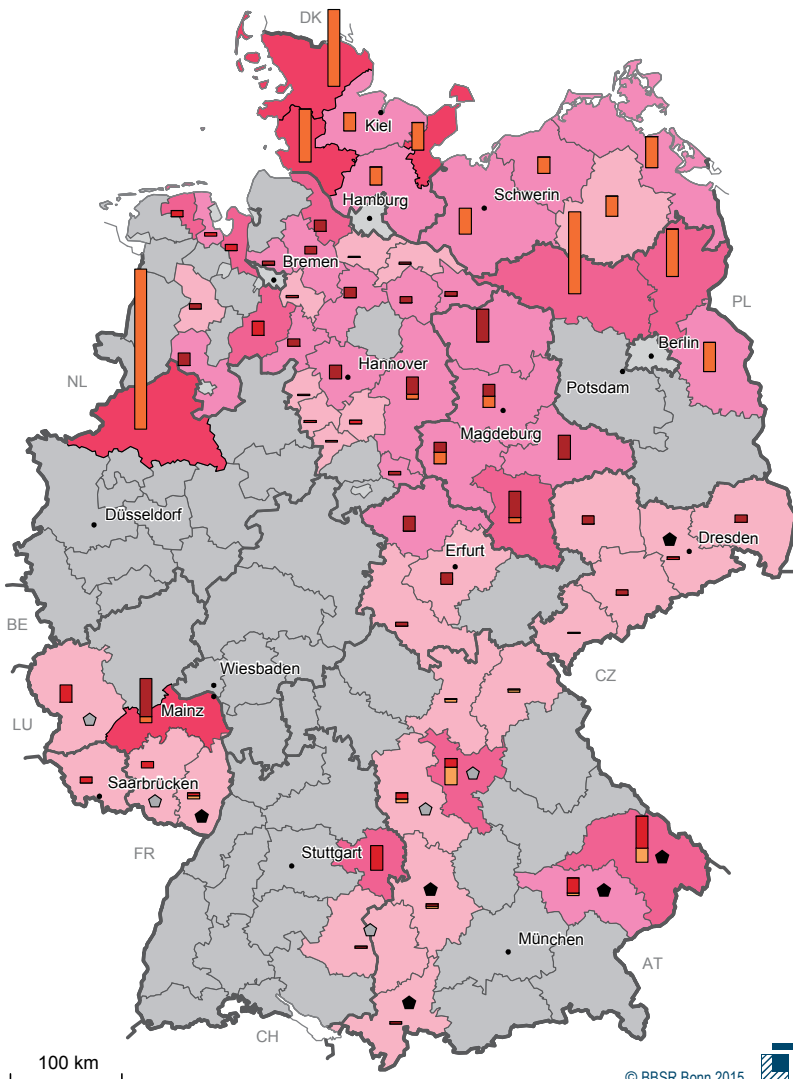 DK
Kiel
Hamburg
Schwerin
Bremen
PL
Berlin
Hannover
NL
Potsdam
Magdeburg
Düsseldorf
Dresden
Erfurt
BE
Wiesbaden
CZ
LU
Mainz
Saarbrücken
FR
Stuttgart
München
AT
CH
100 km
© BBSR Bonn 2015